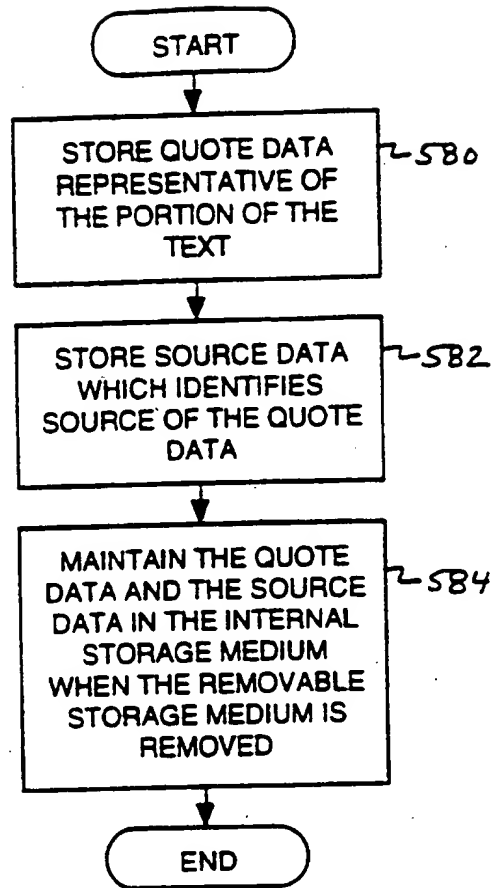 START
STORE QUOTE DATA
REPRESENTATIVE OF
THE PORTION OF THE
TEXT
580
STORE SOURCE DATA
WHICH IDENTIFIES
SOURCE OF THE QUOTE
DATA
582
MAINTAIN THE QUOTE
DATA AND THE SOURCE
DATA IN THE INTERNAL
STORAGE MEDIUM
WHEN THE REMOVABLE
STORAGE MEDIUM IS
REMOVED
584
END